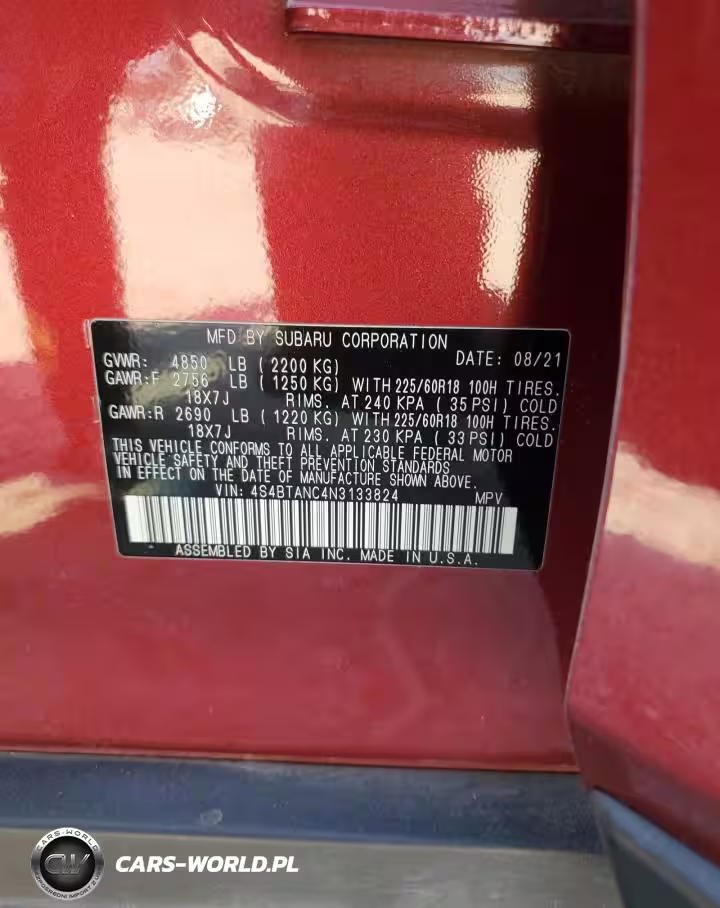 MFD BY SUBARU CORPORATION
GVWR: 4850 LB ( 2200 KG) DATE: 08/21
GAWR:F 2756 LB ( 1250 KG) WITH 225/60R18 100H TIRES.
18X7J RIMS. AT 240 KPA ( 35 PSI) COLD
GAWR:R 2690 LB ( 1220 KG) WITH 225/60R18 100H TIRES.
18X7J RIMS. AT 230 KPA ( 33 PSI) COLD
THIS VEHICLE CONFORMS TO ALL APPLICABLE FEDERAL MOTOR
VEHICLE SAFETY AND THEFT PREVENTION STANDARDS
IN EFFECT ON THE DATE OF MANUFACTURE SHOWN ABOVE.
VIN: 4S4BTANC4N3133824 MPV
ASSEMBLED BY SIA INC. MADE IN U.S.A.
CARS-WORLD
CW
CARS-WORLD.PL